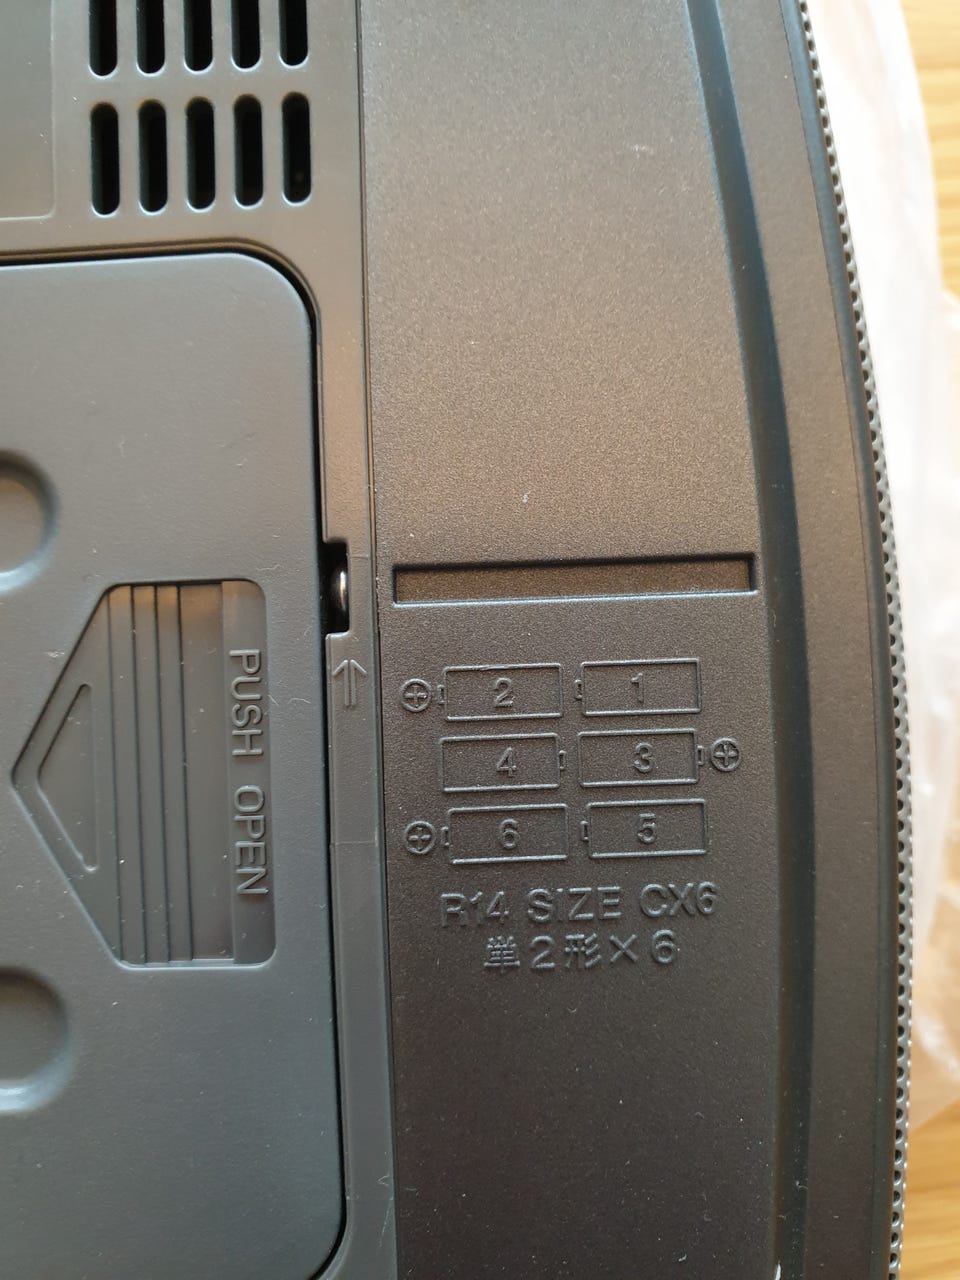 PUSH OPEN
⊕ 2 1
4 3 ⊕
⊕ 6 5
R14 SIZE CX6
単2形×6